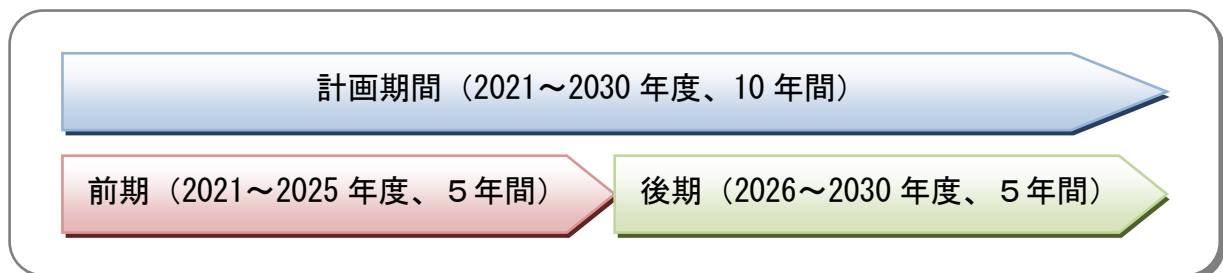 計画期間（2021～2030 年度、10 年間）
前期（2021～2025 年度、５年間）
後期（2026～2030 年度、５年間）